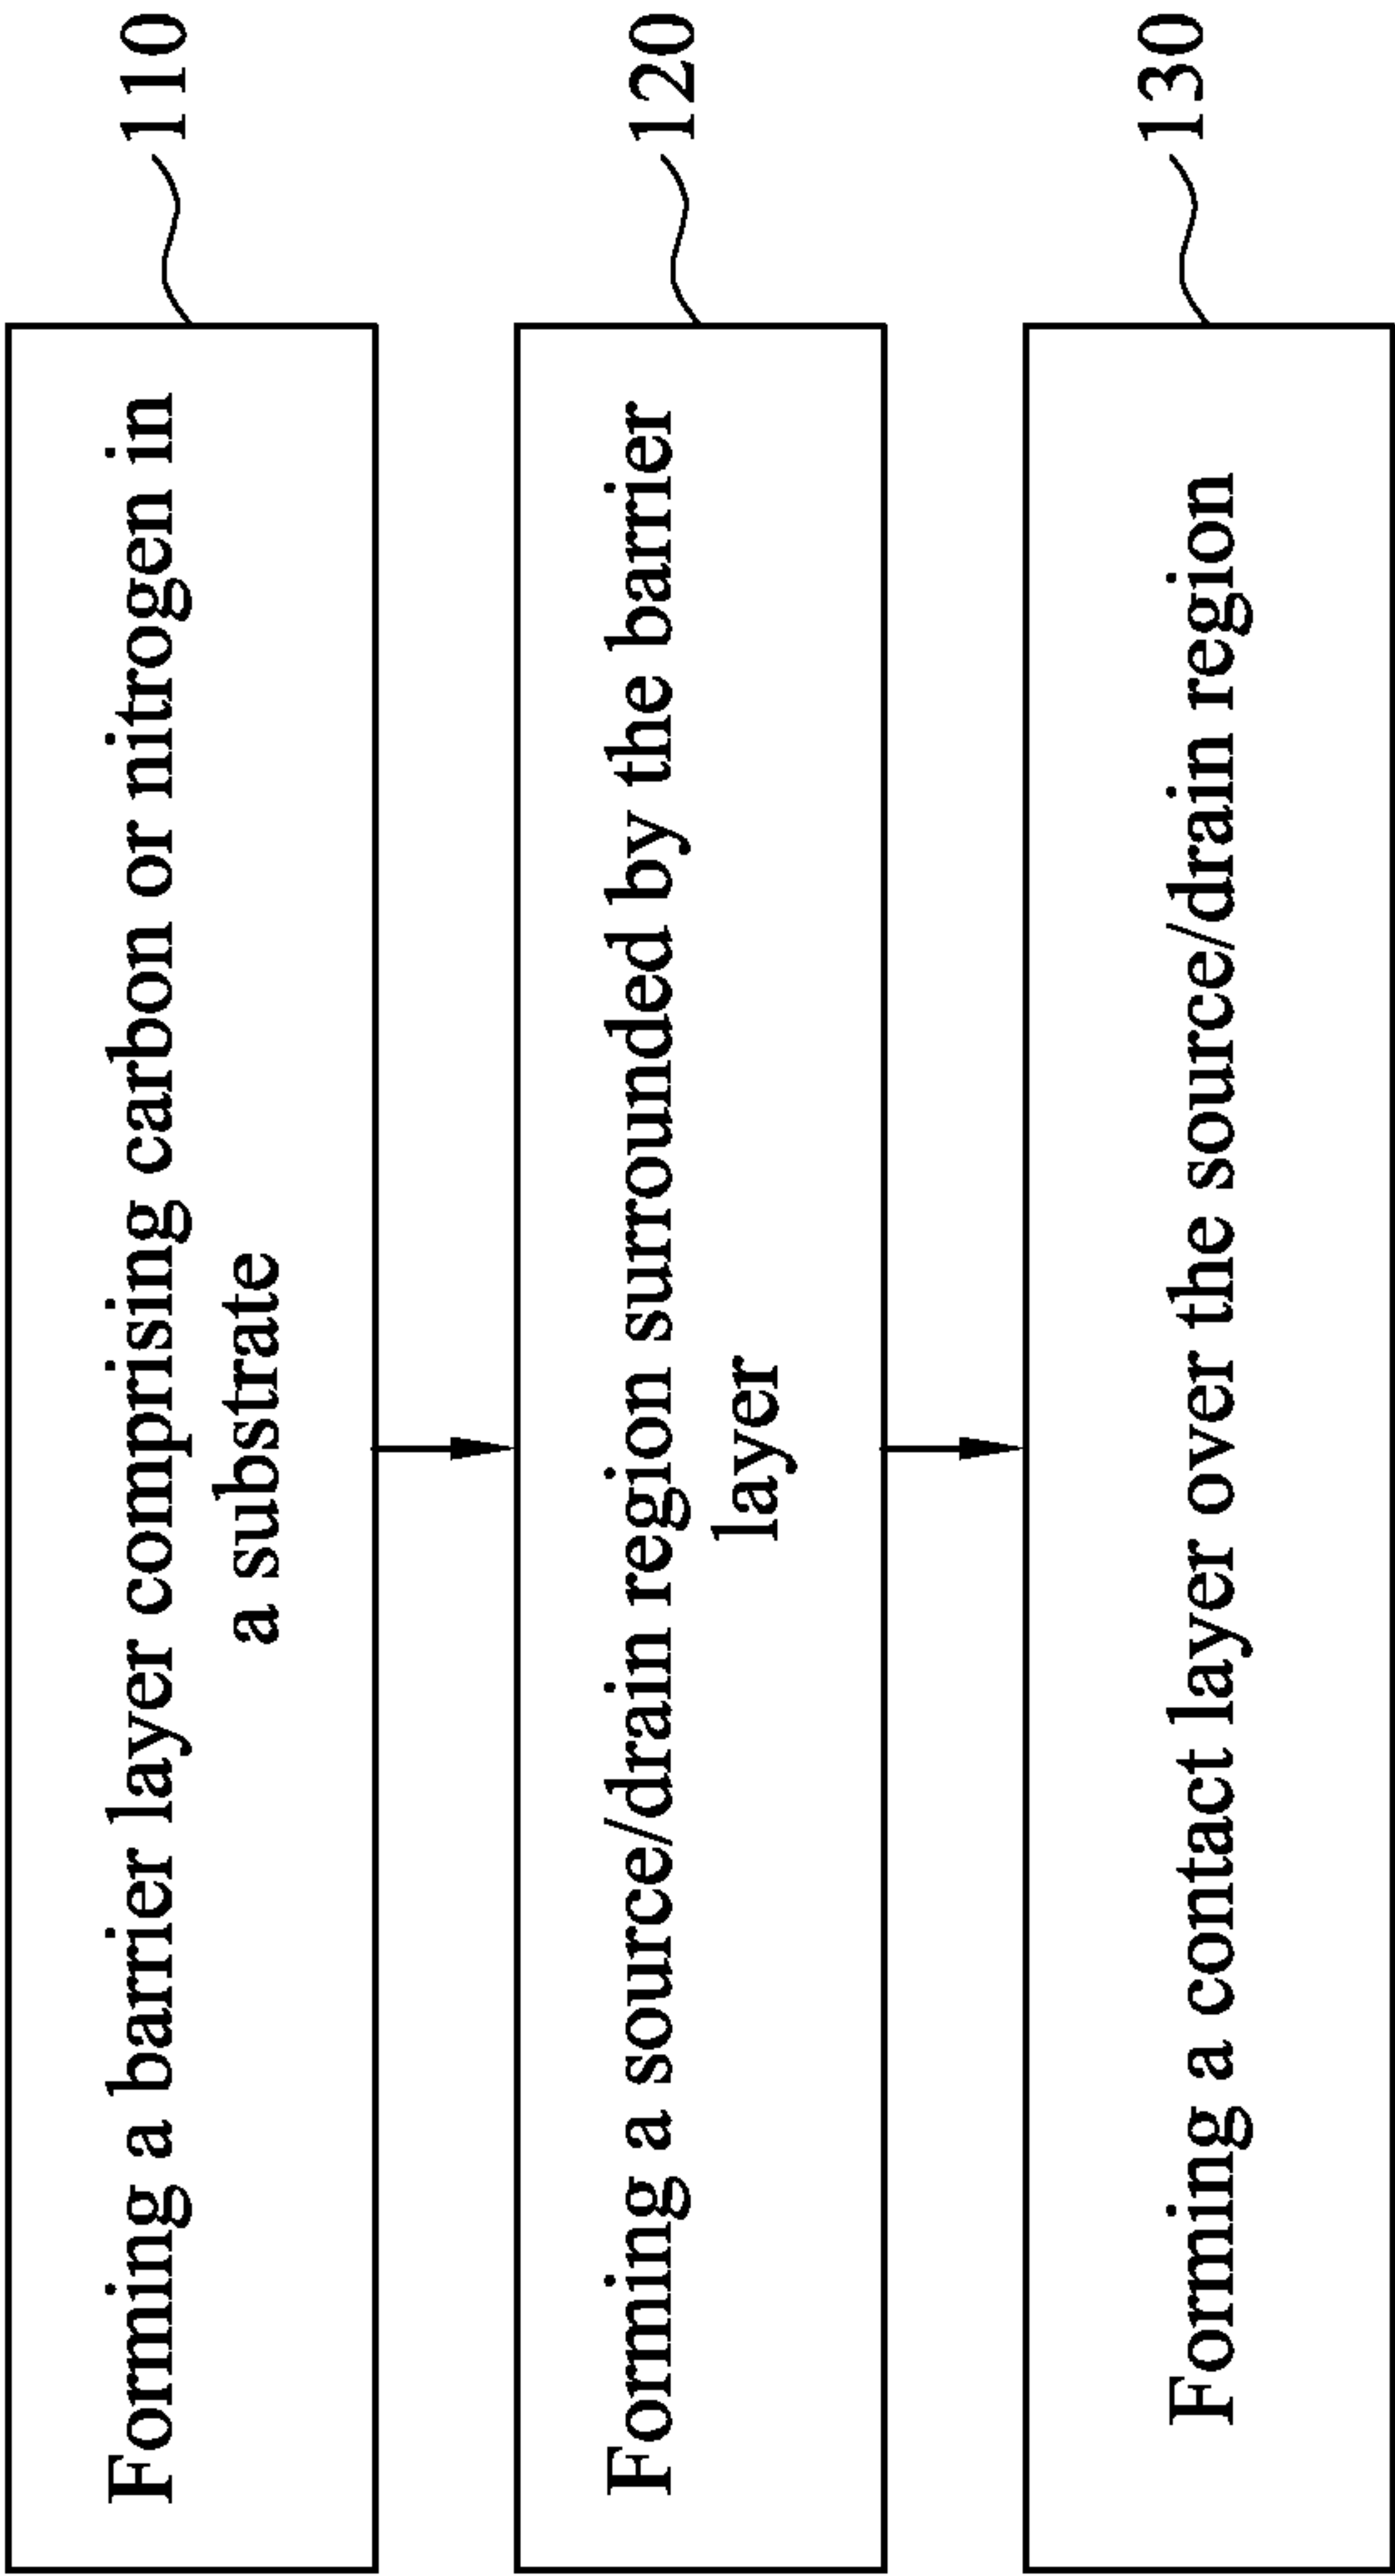 Forming a barrier layer comprising carbon or nitrogen in
a substrate
110
Forming a source/drain region surrounded by the barrier
layer
120
Forming a contact layer over the source/drain region
130